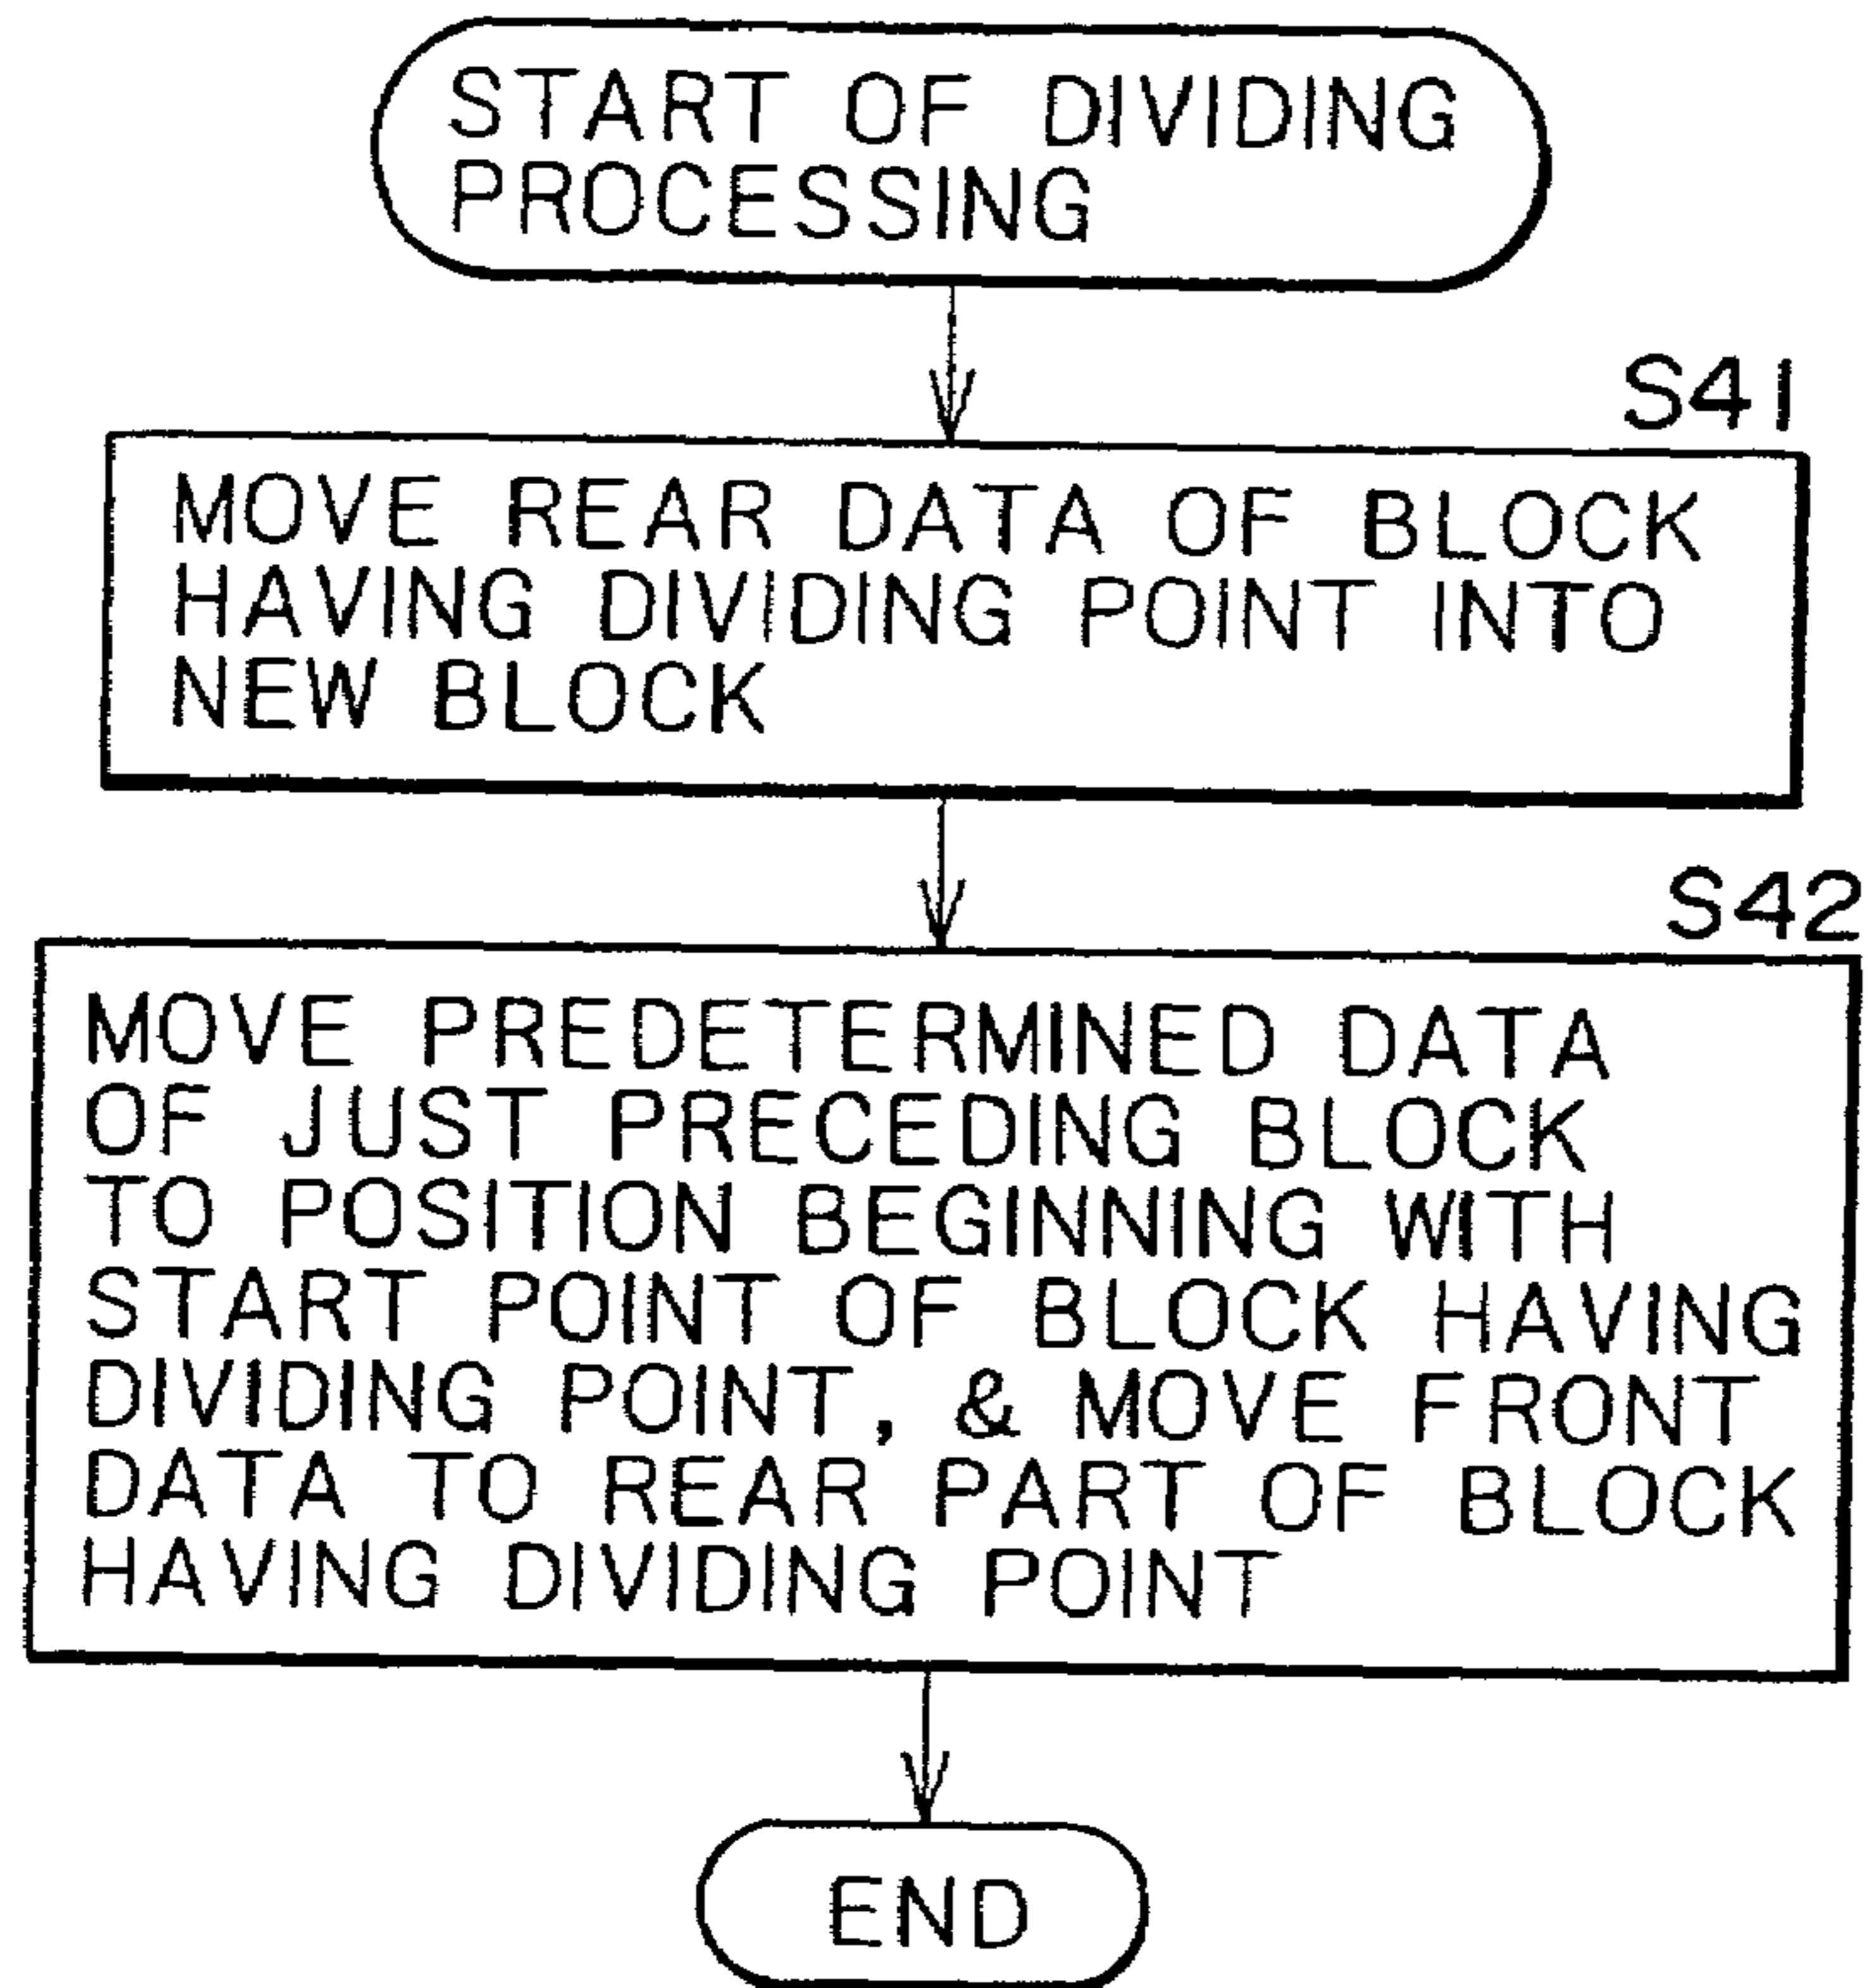 START OF DIVIDING
PROCESSING
S41
MOVE REAR DATA OF BLOCK
HAVING DIVIDING POINT INTO
NEW BLOCK
S42
MOVE PREDETERMINED DATA
OF JUST PRECEDING BLOCK
TO POSITION BEGINNING WITH
START POINT OF BLOCK HAVING
DIVIDING POINT, & MOVE FRONT
DATA TO REAR PART OF BLOCK
HAVING DIVIDING POINT
END